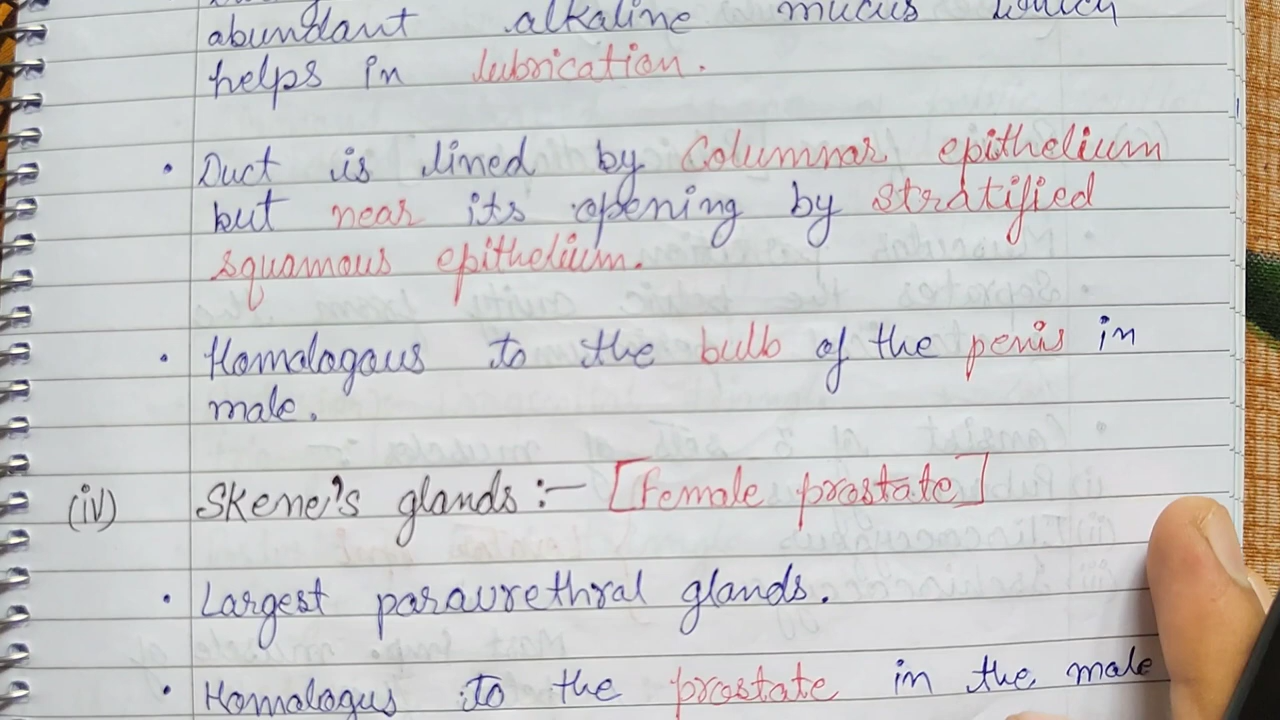 abundant alkaline mucus which
helps in lubrication.
• Duct is lined by Columnar epithelium
but near its opening by stratified
squamous epithelium.
• Homologous to the bulb of the penis in
male.
(iv) Skene's glands :- [Female prostate]
• Largest paraurethral glands.
• Homologus to the prostate in the male